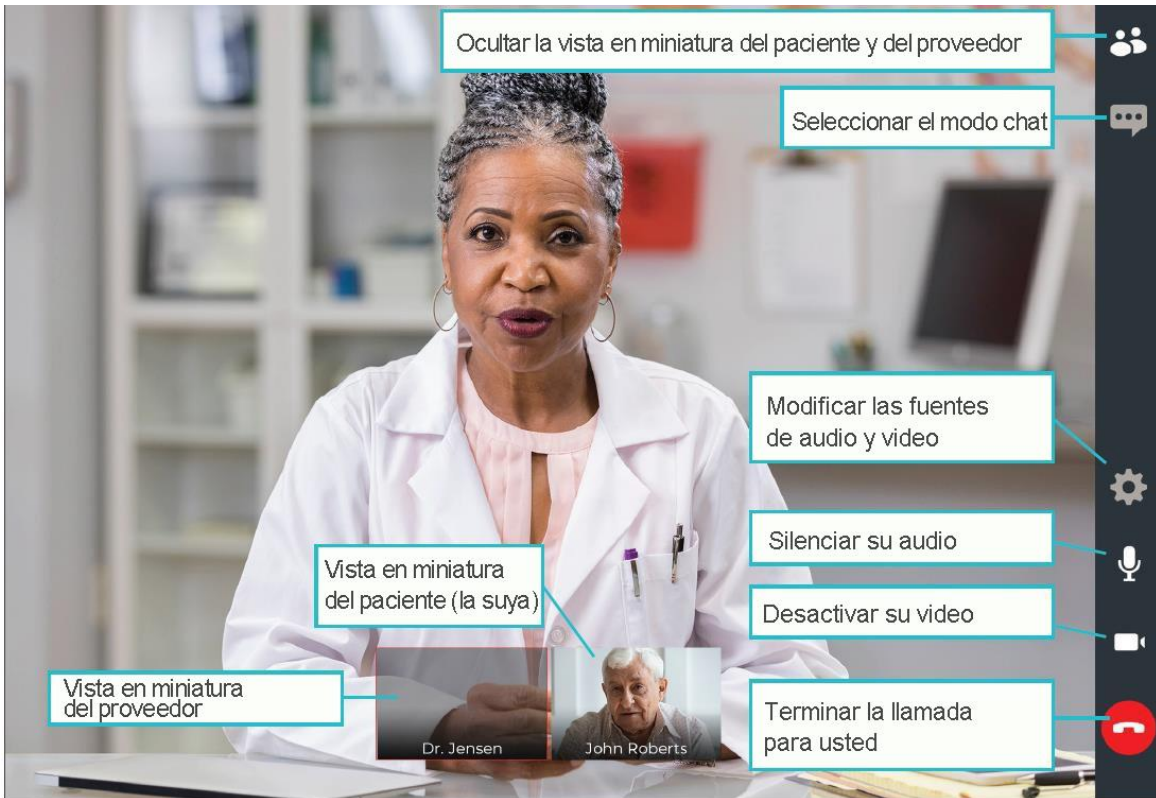 Ocultar la vista en miniatura del paciente y del proveedor
Seleccionar el modo chat
Modificar las fuentes
de audio y video
Silenciar su audio
Vista en miniatura
del paciente (la suya)
Desactivar su video
Vista en miniatura
del proveedor
Terminar la llamada
para usted
Dr. Jensen
John Roberts